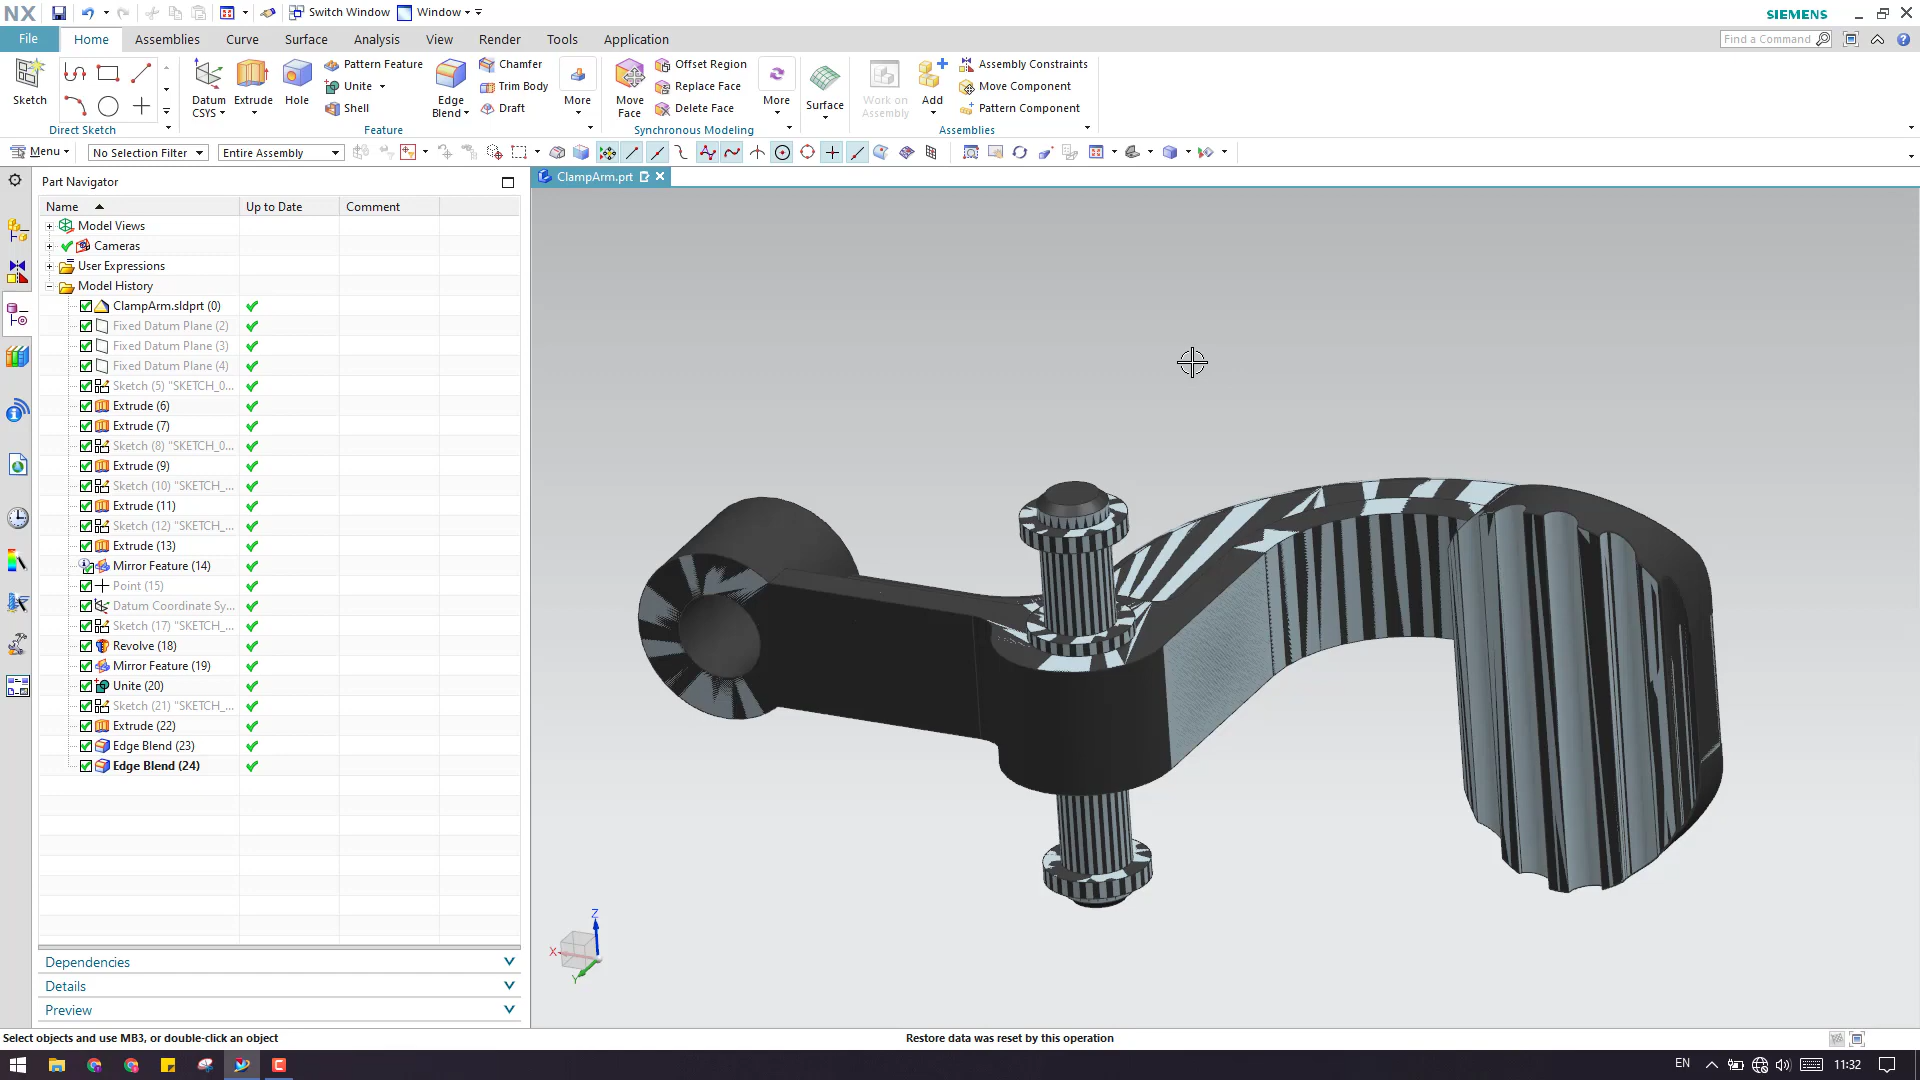 NX
Switch Window
Window
SIEMENS
File
Home
Assemblies
Curve
Surface
Analysis
View
Render
Tools
Application
Find a Command
Sketch
Direct Sketch
Datum
CSYS
Extrude
Hole
Pattern Feature
Unite
Shell
Edge
Blend
Chamfer
Trim Body
Draft
More
Feature
Move
Face
Offset Region
Replace Face
Delete Face
More
Synchronous Modeling
Surface
Work on
Assembly
Add
Assembly Constraints
Move Component
Pattern Component
Assemblies
Menu
No Selection Filter
Entire Assembly
Part Navigator
ClampArm.prt
Name
Up to Date
Comment
Model Views
Cameras
User Expressions
Model History
ClampArm.sldprt (0)
Fixed Datum Plane (2)
Fixed Datum Plane (3)
Fixed Datum Plane (4)
Sketch (5) "SKETCH_0...
Extrude (6)
Extrude (7)
Sketch (8) "SKETCH_0...
Extrude (9)
Sketch (10) "SKETCH_...
Extrude (11)
Sketch (12) "SKETCH_...
Extrude (13)
Mirror Feature (14)
Point (15)
Datum Coordinate Sy...
Sketch (17) "SKETCH_...
Revolve (18)
Mirror Feature (19)
Unite (20)
Sketch (21) "SKETCH_...
Extrude (22)
Edge Blend (23)
Edge Blend (24)
Z
X
Y
Dependencies
Details
Preview
Select objects and use MB3, or double-click an object
Restore data was reset by this operation
EN
11:32